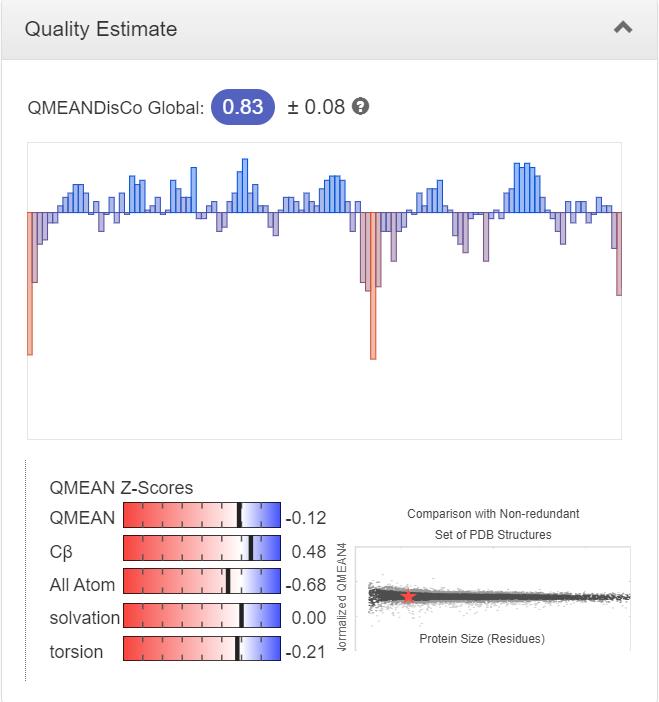 Quality Estimate
QMEANDisCo Global: 0.83 ± 0.08 ?
QMEAN Z-Scores
QMEAN -0.12
Cβ 0.48
All Atom -0.68
solvation 0.00
torsion -0.21
Comparison with Non-redundant
Set of PDB Structures
QMEAN4
Protein Size (Residues)